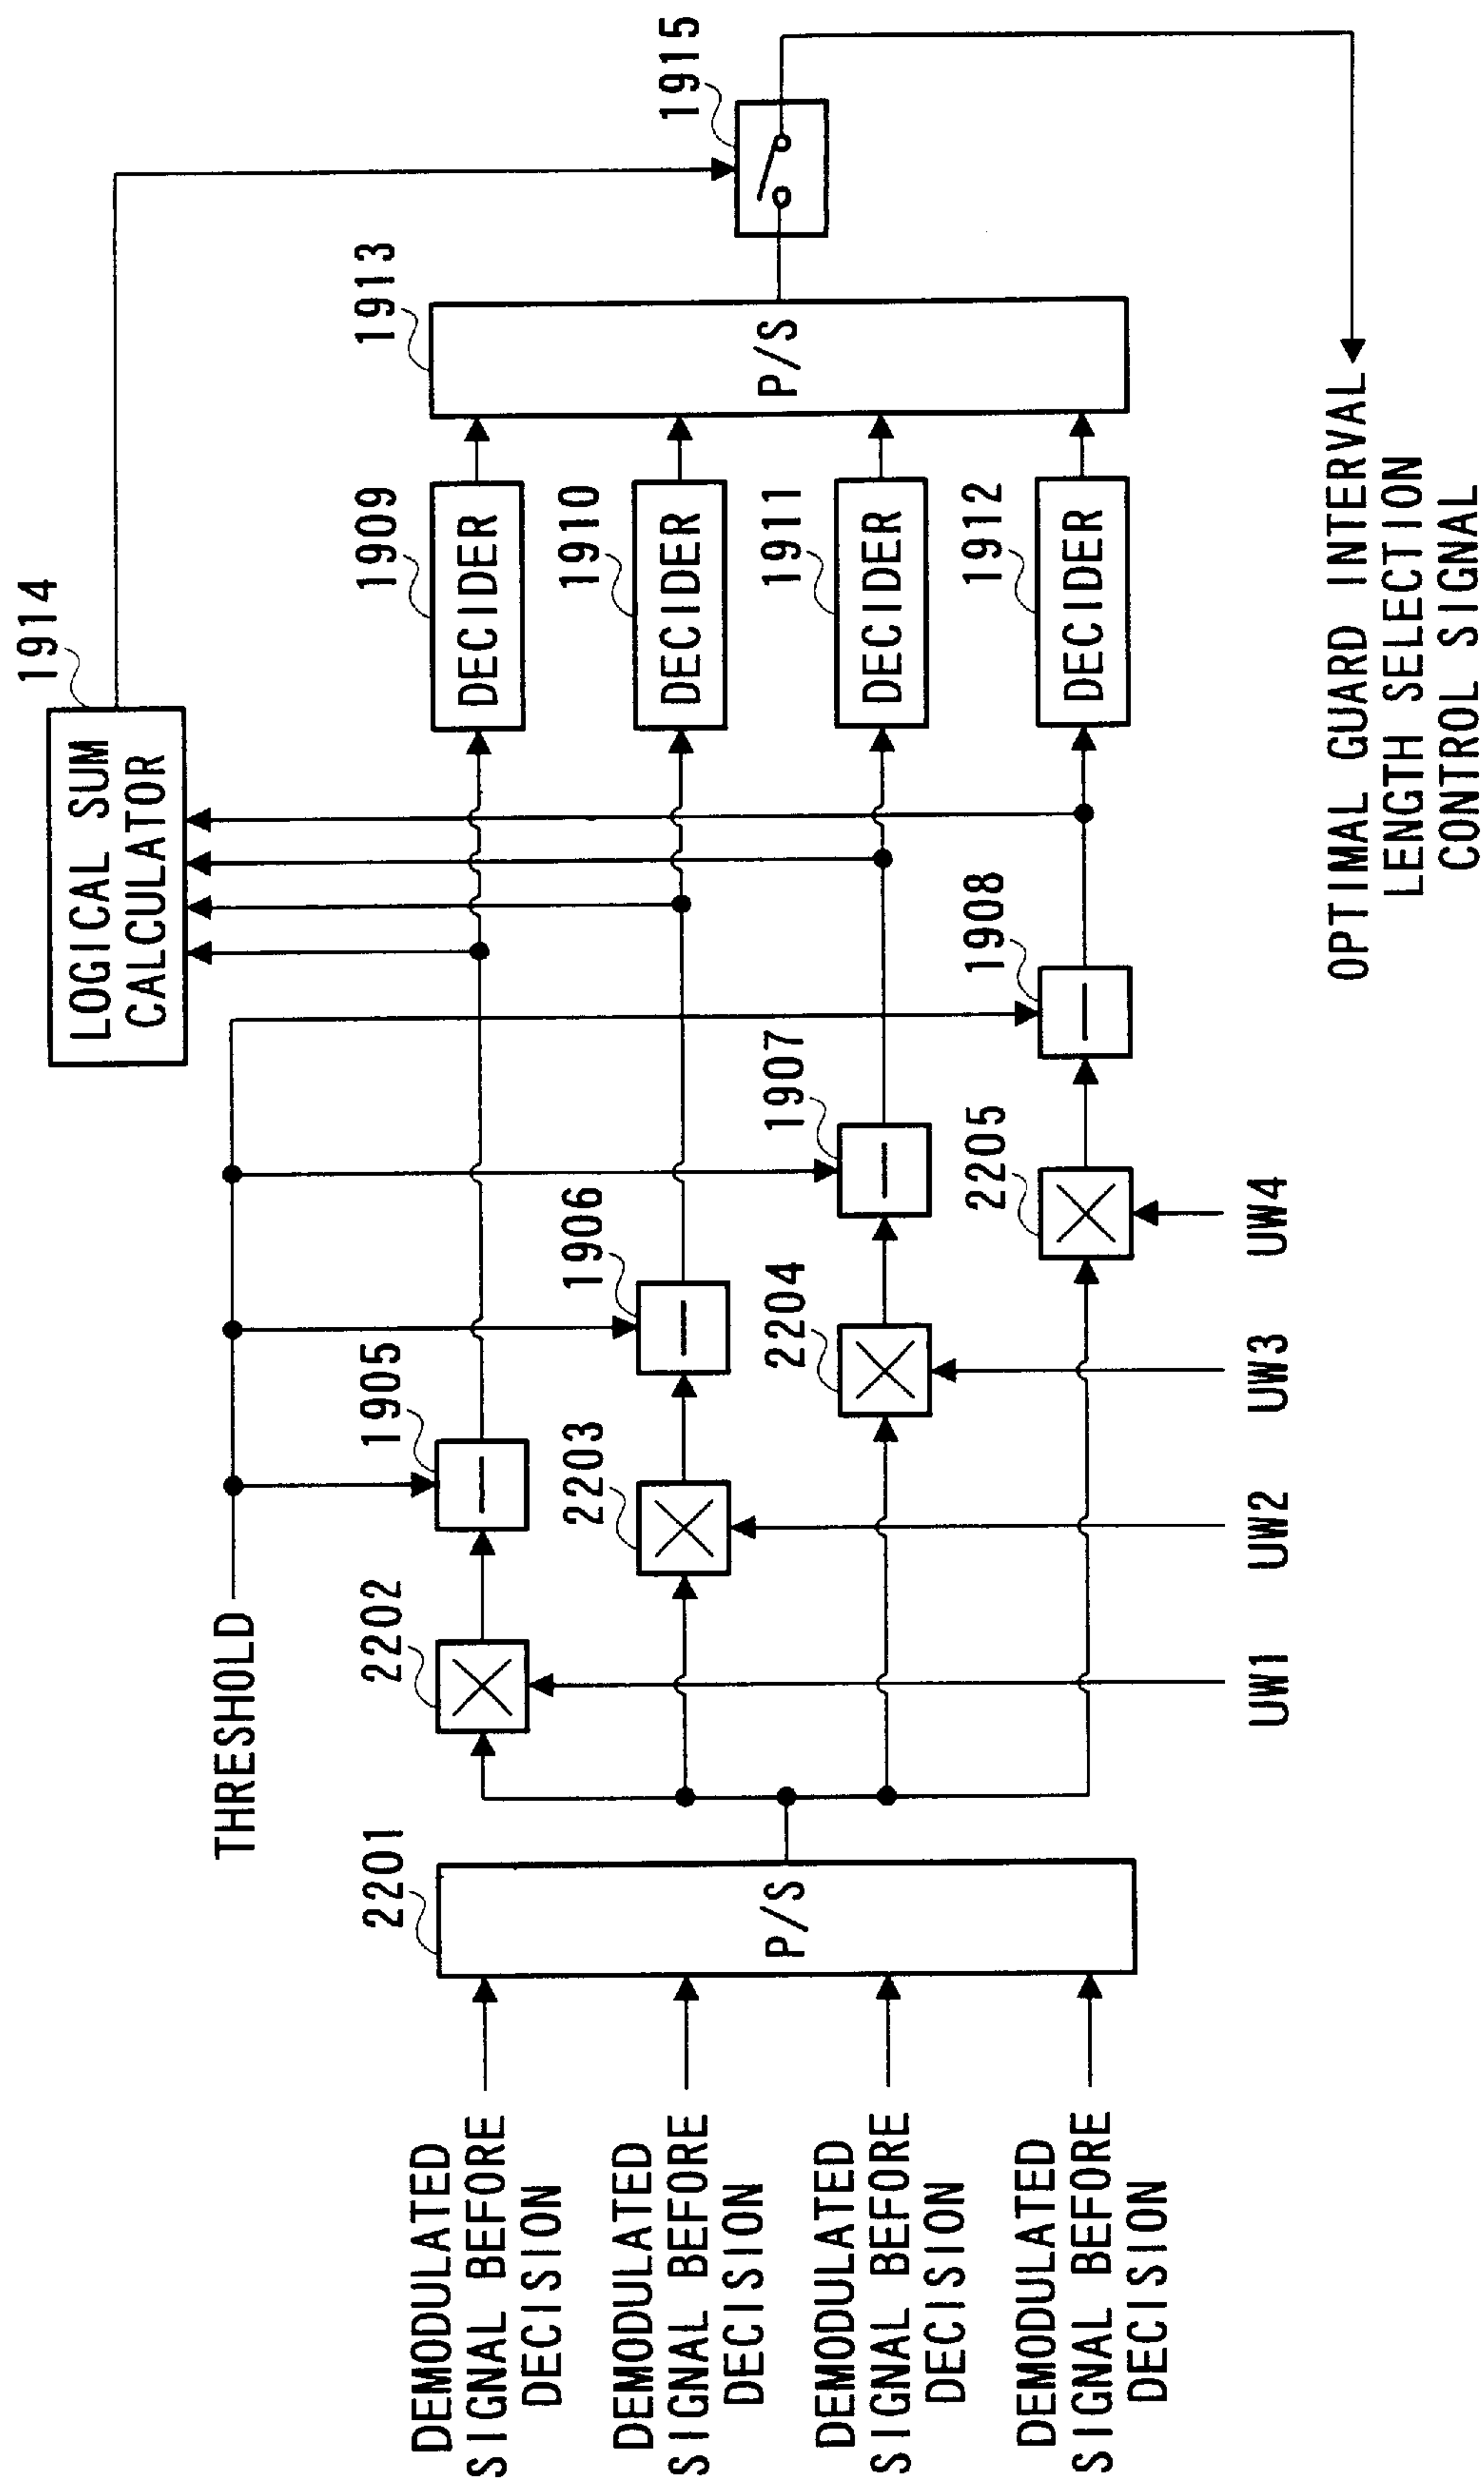 1914
LOGICAL SUM
CALCULATOR
THRESHOLD
1915
1913
P/S
1909
DECIDER
1910
DECIDER
1911
DECIDER
1912
DECIDER
1905
1906
1907
1908
2202
2203
2204
2205
2201
P/S
DEMODULATED
SIGNAL BEFORE
DECISION
DEMODULATED
SIGNAL BEFORE
DECISION
DEMODULATED
SIGNAL BEFORE
DECISION
DEMODULATED
SIGNAL BEFORE
DECISION
UW1
UW2
UW3
UW4
OPTIMAL GUARD INTERVAL
LENGTH SELECTION
CONTROL SIGNAL